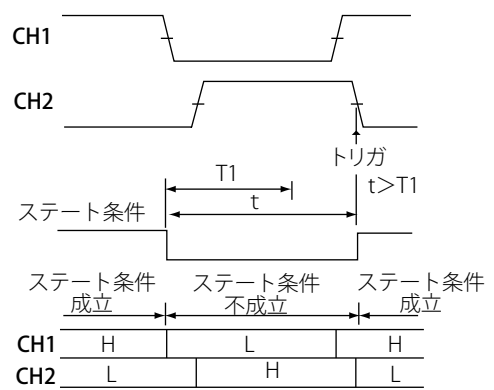 CH1
CH2
トリガ
T1
t＞T1
t
ステート条件
ステート条件 ステート条件 ステート条件
成立 不成立 成立
CH1 H L H
CH2 L H L